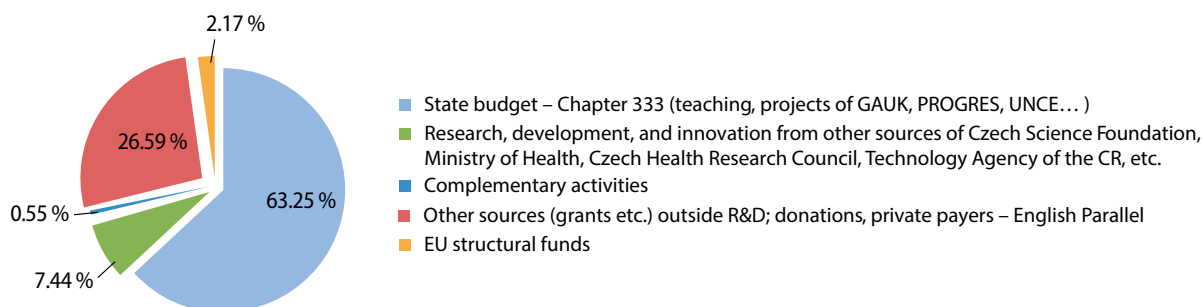 2.17 %
26.59 %
63.25 %
0.55 %
7.44 %
State budget – Chapter 333 (teaching, projects of GAUK, PROGRES, UNCE… )
Research, development, and innovation from other sources of Czech Science Foundation,
Ministry of Health, Czech Health Research Council, Technology Agency of the CR, etc.
Complementary activities
Other sources (grants etc.) outside R&D; donations, private payers – English Parallel
EU structural funds